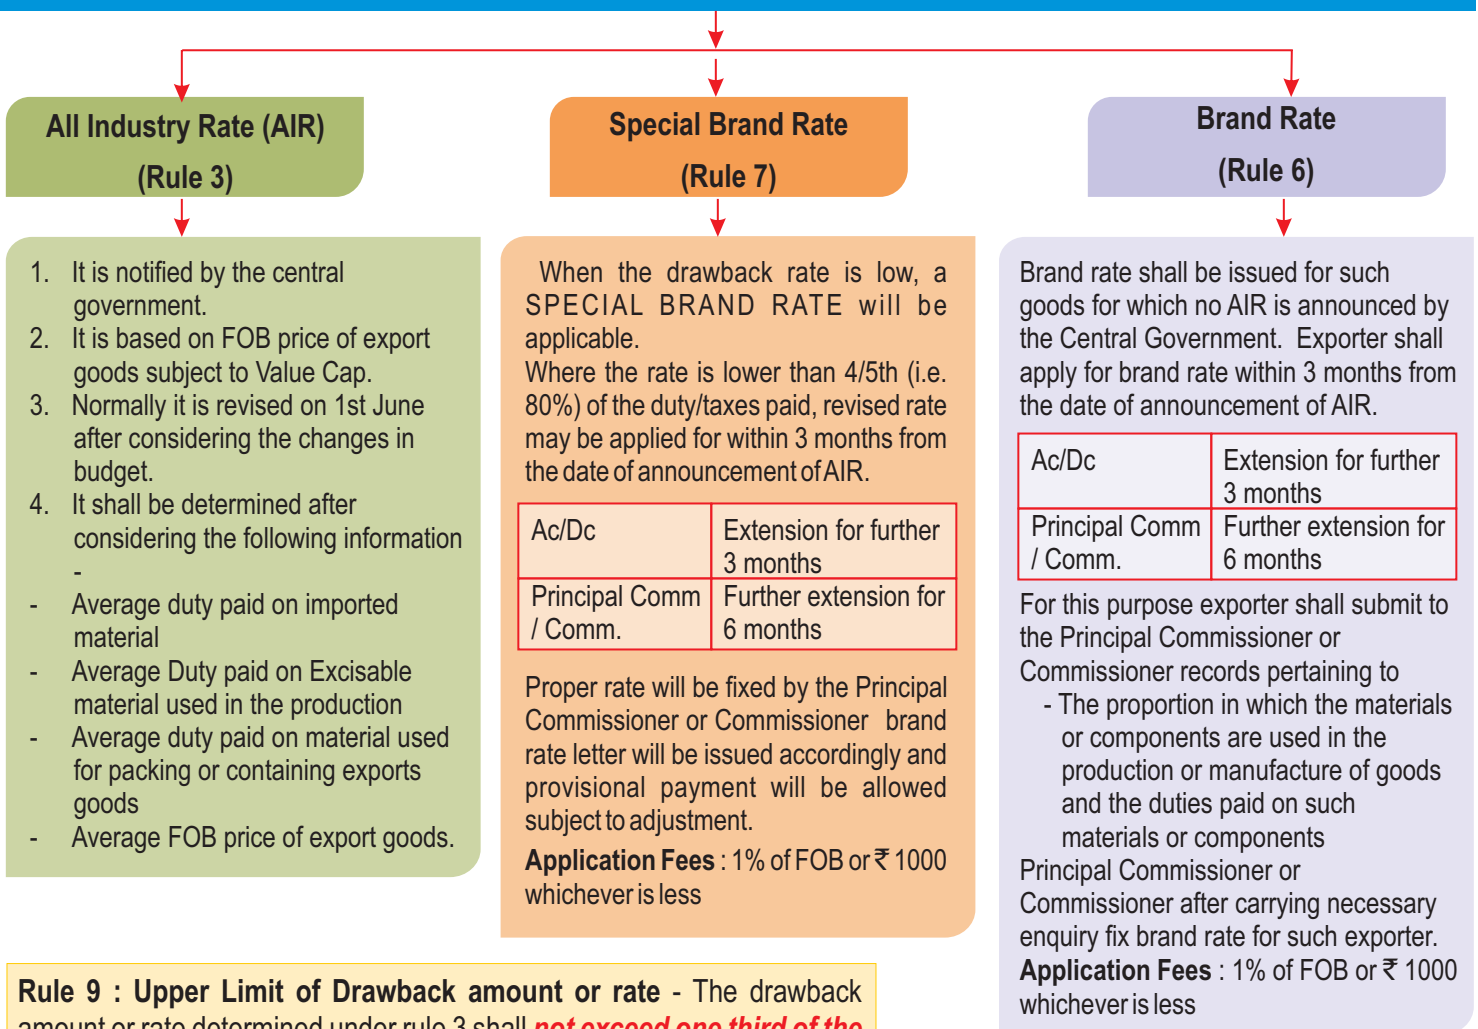 All Industry Rate (AIR)
(Rule 3)
1. It is notified by the central
government.
2. It is based on FOB price of export
goods subject to Value Cap.
3. Normally it is revised on 1st June
after considering the changes in
budget.
4. It shall be determined after
considering the following information
-
- Average duty paid on imported
material
- Average Duty paid on Excisable
material used in the production
- Average duty paid on material used
for packing or containing exports
goods
- Average FOB price of export goods.
Special Brand Rate
(Rule 7)
When the drawback rate is low, a
SPECIAL BRAND RATE will be
applicable.
Where the rate is lower than 4/5th (i.e.
80%) of the duty/taxes paid, revised rate
may be applied for within 3 months from
the date of announcement of AIR.
Ac/Dc
Extension for further
3 months
Principal Comm
/ Comm.
Further extension for
6 months
Proper rate will be fixed by the Principal
Commissioner or Commissioner brand
rate letter will be issued accordingly and
provisional payment will be allowed
subject to adjustment.
Application Fees : 1% of FOB or ₹ 1000
whichever is less
Brand Rate
(Rule 6)
Brand rate shall be issued for such
goods for which no AIR is announced by
the Central Government. Exporter shall
apply for brand rate within 3 months from
the date of announcement of AIR.
Ac/Dc
Extension for further
3 months
Principal Comm
/ Comm.
Further extension for
6 months
For this purpose exporter shall submit to
the Principal Commissioner or
Commissioner records pertaining to
- The proportion in which the materials
or components are used in the
production or manufacture of goods
and the duties paid on such
materials or components
Principal Commissioner or
Commissioner after carrying necessary
enquiry fix brand rate for such exporter.
Application Fees : 1% of FOB or ₹ 1000
whichever is less
Rule 9 : Upper Limit of Drawback amount or rate - The drawback
amount or rate determined under rule 3 shall not exceed one third of the